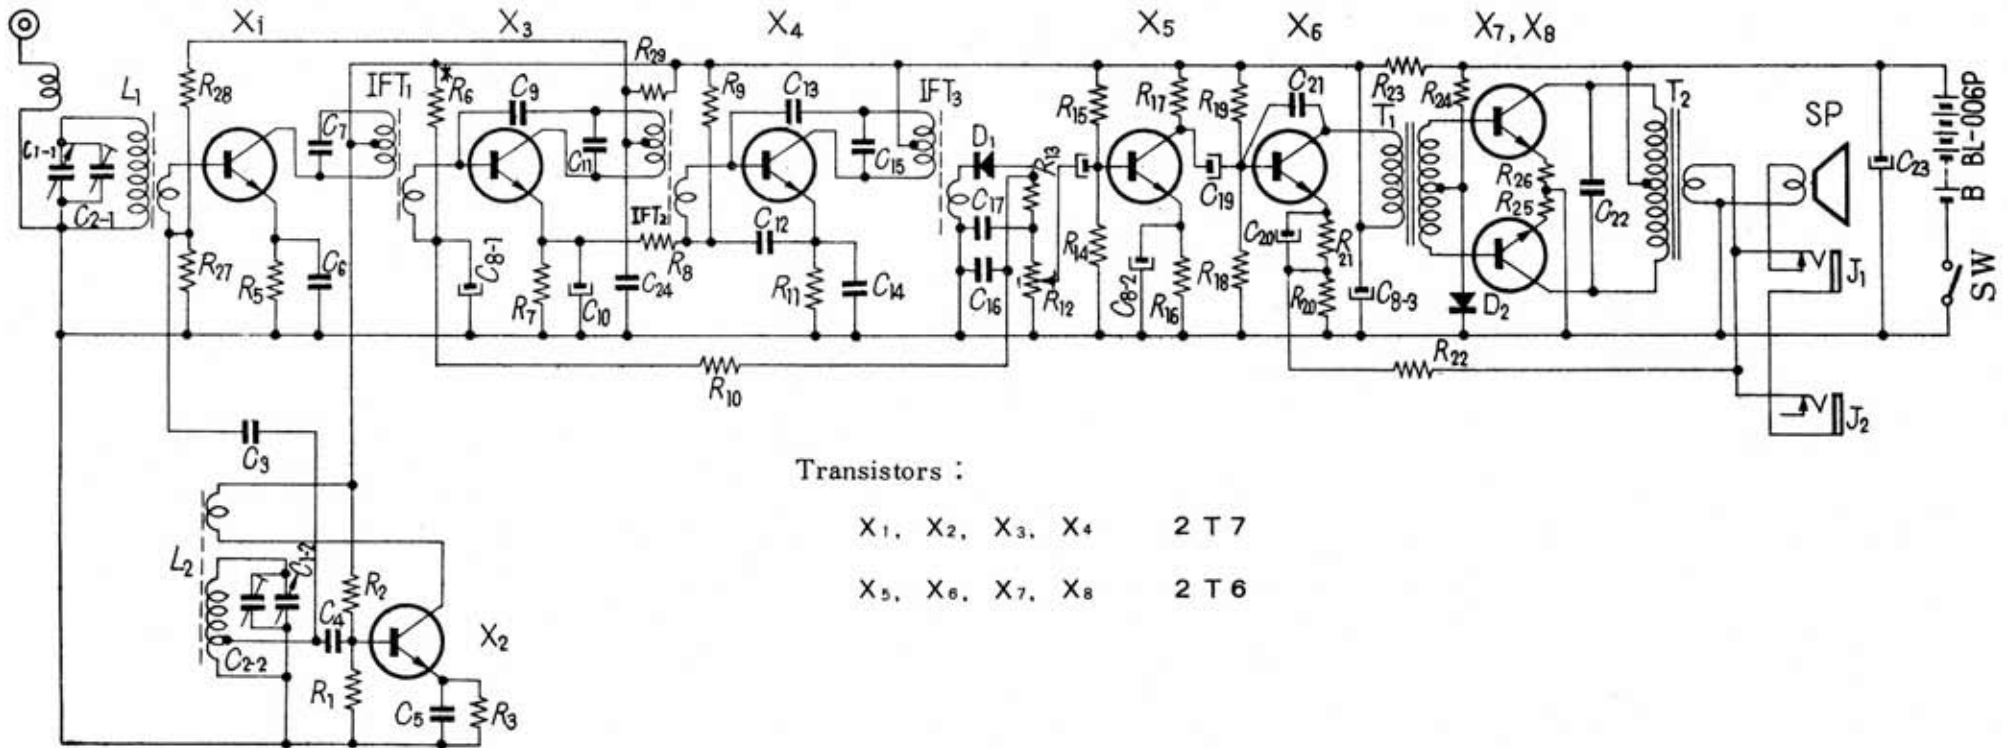 Xi X3 X4 X5 X6 X7, X8
L1 R28 IFT1 *R6 C9 R29 R9 C13 IFT3 R15 R17 R19 C21 R23 R24 T2 SP
C1-1 C7 C11 C15 D1 R13 T1 C23 B BL-006P
C2-1 IFT2 C12 C17 C19 R26 R25 C22
R27 R5 C6 C8-1 R7 C10 C24 R8 R11 C14 C16 R12 R14 C8-2 R16 R18 C20 R21 R20 C8-3 D2 J1 SW
R10 R22
J2
C3
Transistors :
X1, X2, X3, X4 2T7
L2 C1-2 R2
X5, X6, X7, X8 2T6
C4 X2
C2-2 R1 C5 R3